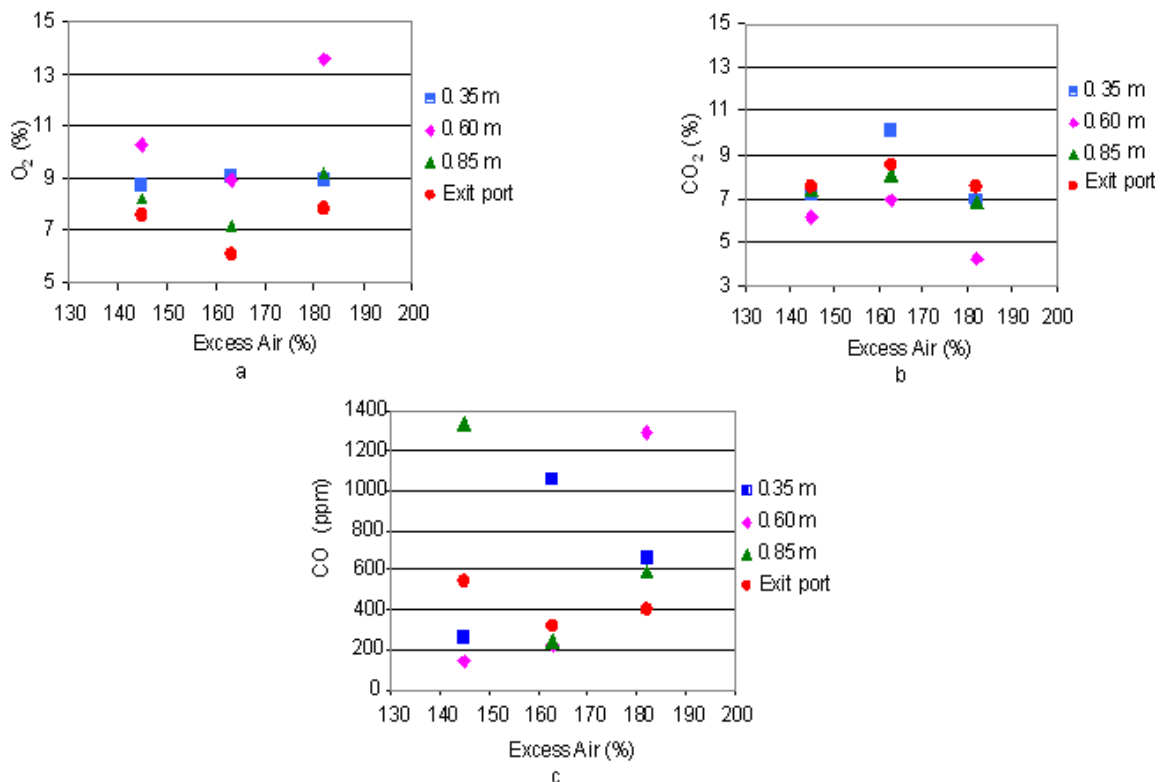 15
13
11
9
7
5
O2 (%)
130 140 150 160 170 180 190 200
Excess Air (%)
a
0.35 m
0.60 m
0.85 m
Exit port
15
13
11
9
7
5
3
CO2 (%)
130 140 150 160 170 180 190 200
Excess Air (%)
b
0.35 m
0.60 m
0.85 m
Exit port
1400
1200
1000
800
600
400
200
0
CO (ppm)
130 140 150 160 170 180 190 200
Excess Air (%)
c
0.35 m
0.60 m
0.85 m
Exit port